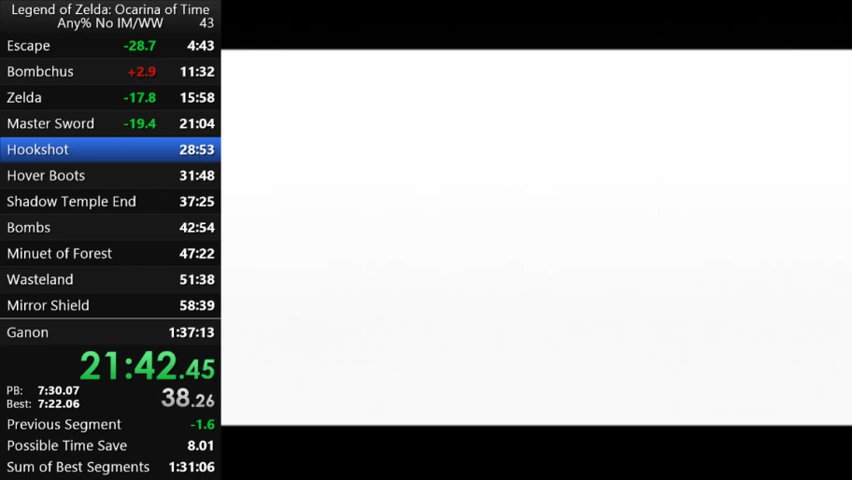 Legend of Zelda: Ocarina of Time
Any% No IM/WW 43
Escape -28.7 4:43
Bombchus +2.9 11:32
Zelda -17.8 15:58
Master Sword -19.4 21:04
Hookshot 28:53
Hover Boots 31:48
Shadow Temple End 37:25
Bombs 42:54
Minuet of Forest 47:22
Wasteland 51:38
Mirror Shield 58:39
Ganon 1:37:13
21:42.45
PB: 7:30.07
Best: 7:22.06
38.26
Previous Segment -1.6
Possible Time Save 8.01
Sum of Best Segments 1:31:06